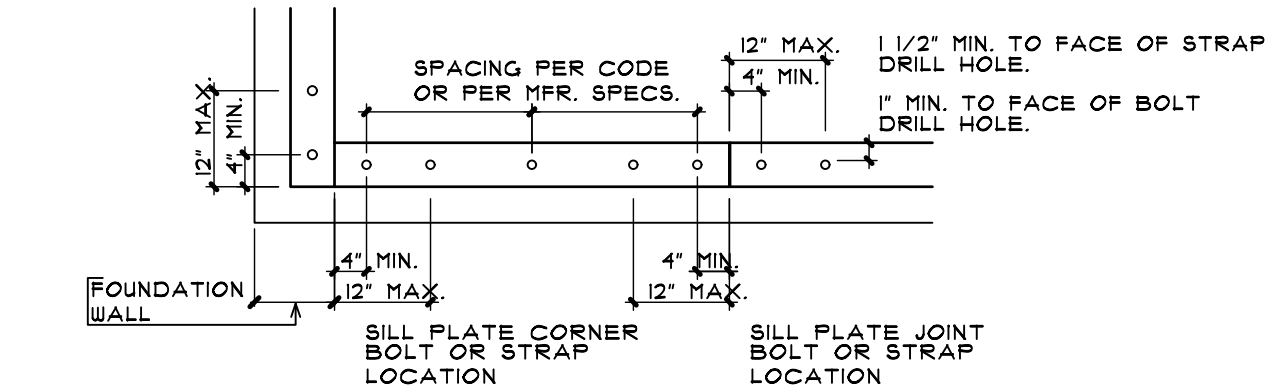 12" MAX.
4" MIN.
SPACING PER CODE
OR PER MFR. SPECS.
12" MAX.
4" MIN.
1 1/2" MIN. TO FACE OF STRAP
DRILL HOLE.
1" MIN. TO FACE OF BOLT
DRILL HOLE.
4" MIN.
12" MAX.
4" MIN.
12" MAX.
FOUNDATION
WALL
SILL PLATE CORNER
BOLT OR STRAP
LOCATION
SILL PLATE JOINT
BOLT OR STRAP
LOCATION